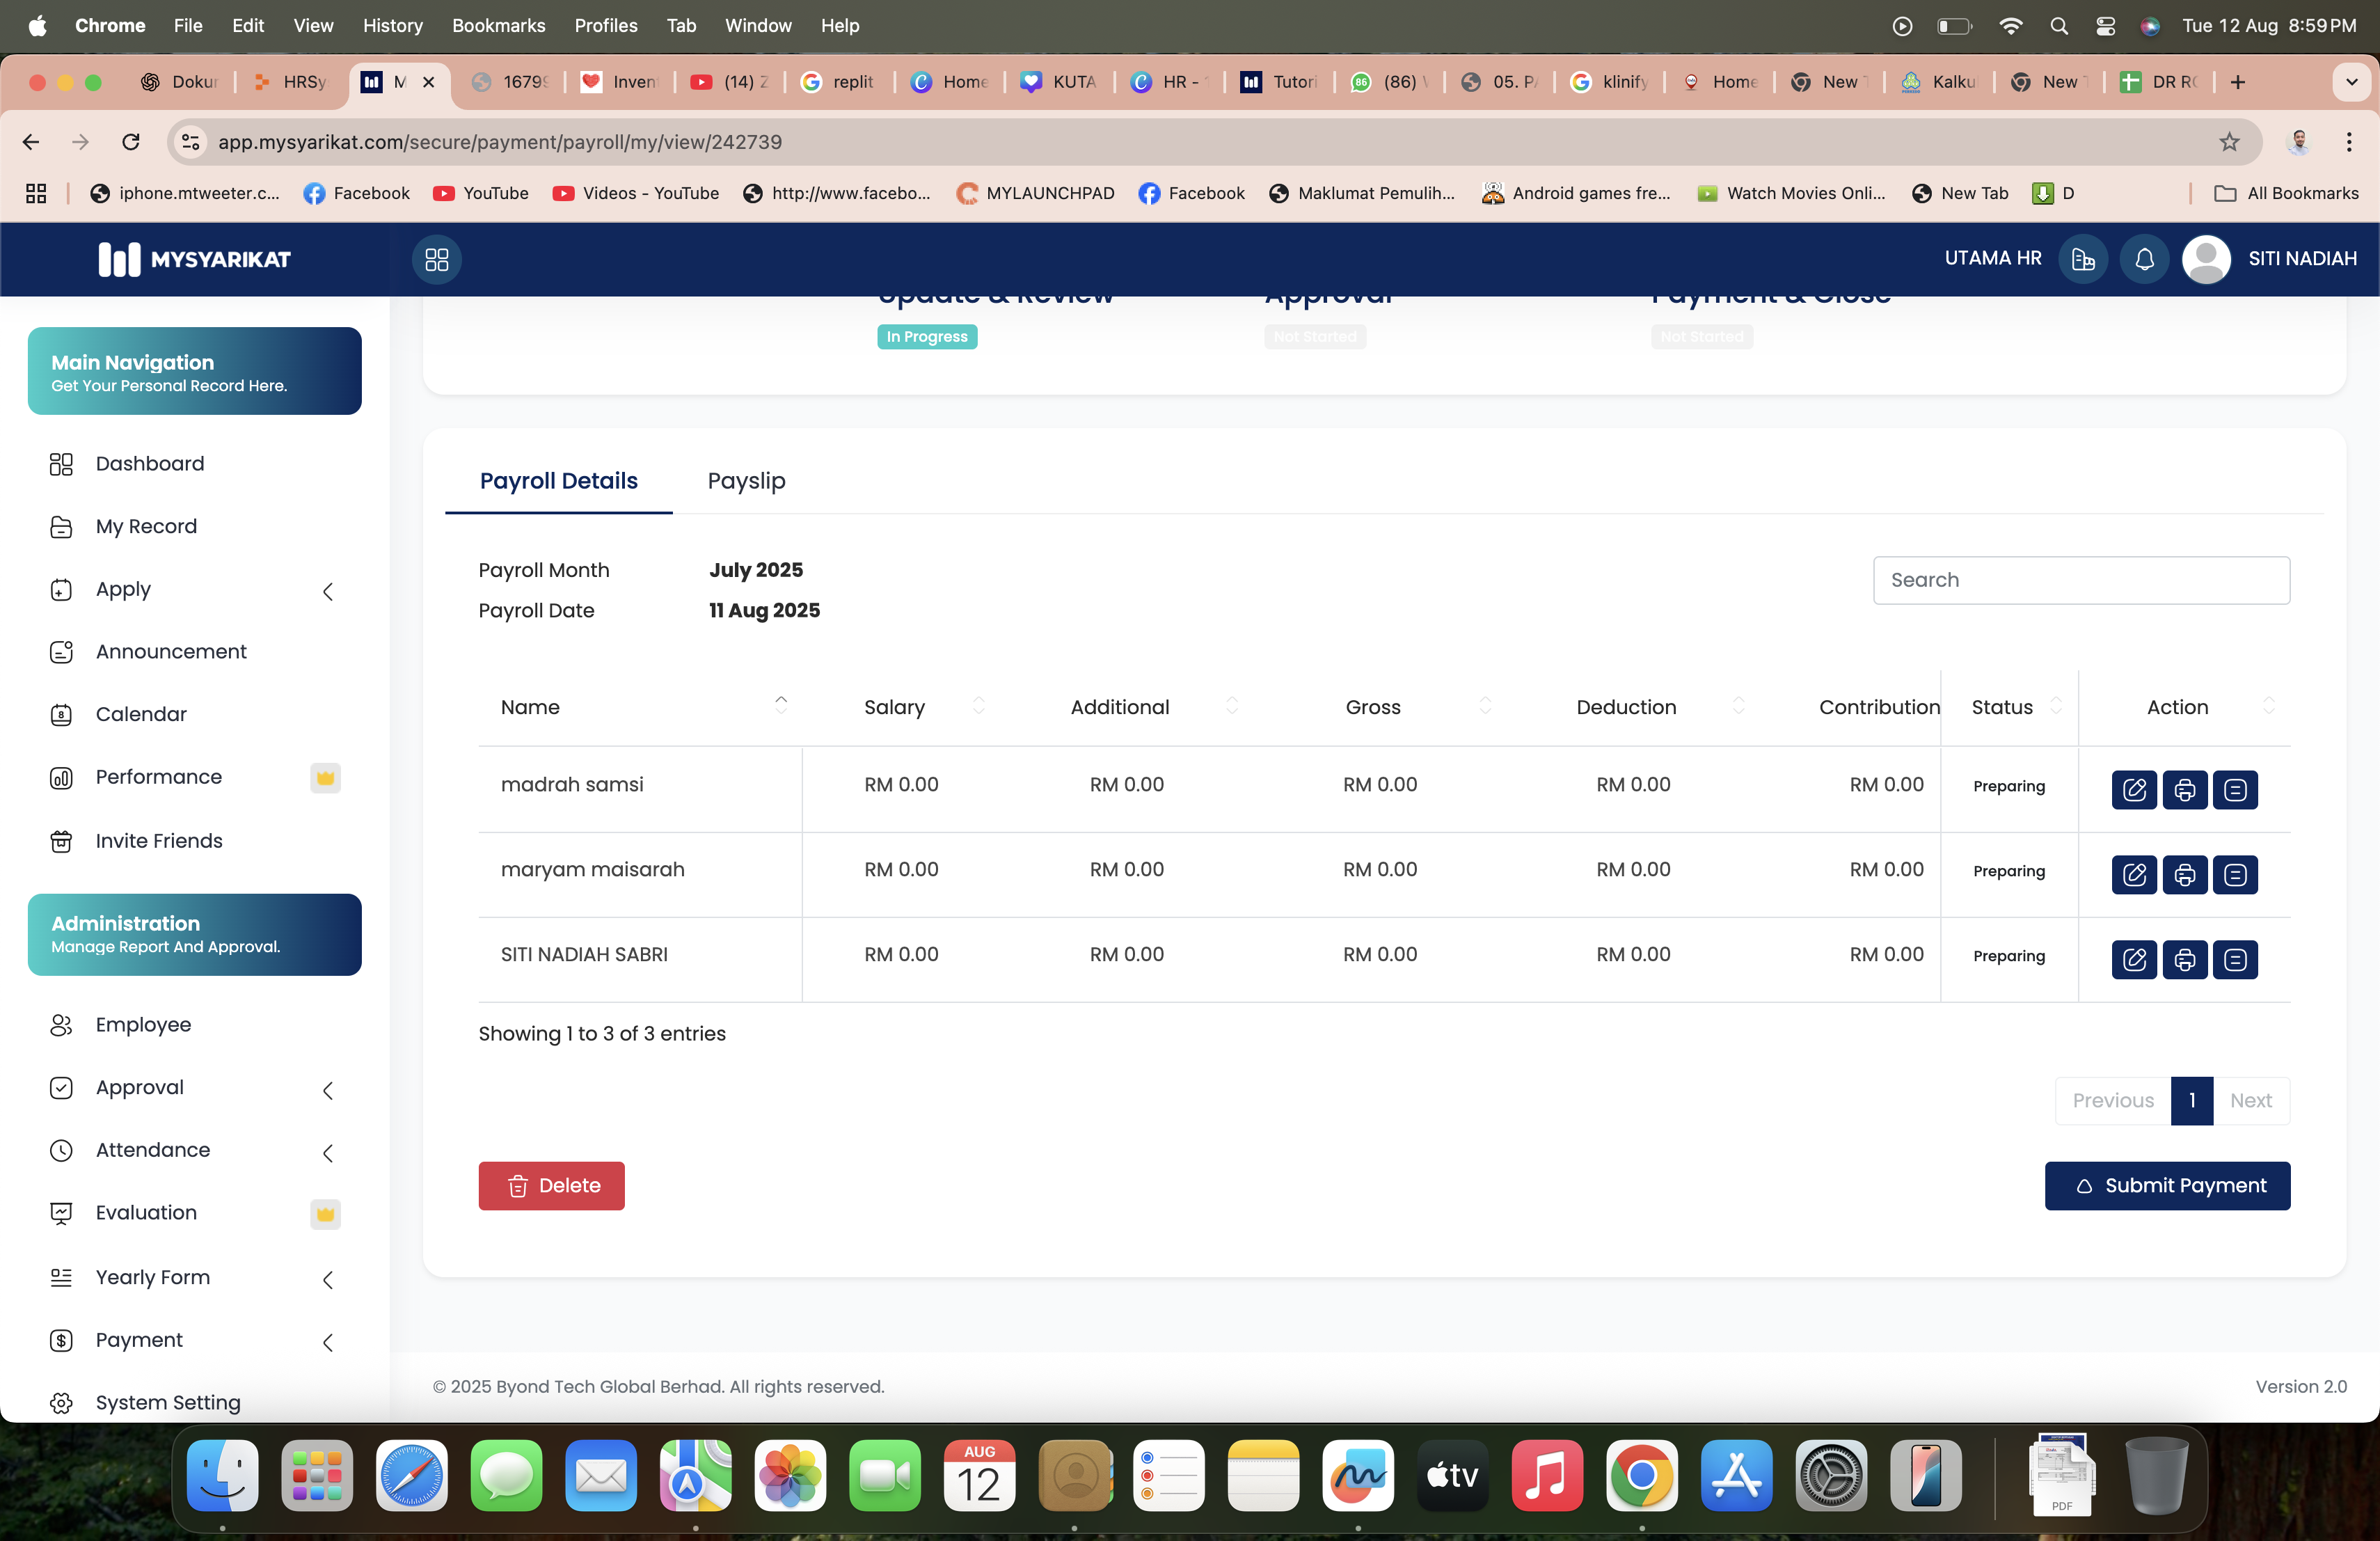 Chrome File Edit View History Bookmarks Profiles Tab Window Help Tue 12 Aug 8:59 PM
Dokur HRSy M 1679 Inven (14) Z replit Home KUTA HR - Tutori (86) 05. P klinify Home New Kalku New DR R
app.mysyarikat.com/secure/payment/payroll/my/view/242739
iphone.mtweeter.c... Facebook YouTube Videos - YouTube http://www.facebo... MYLAUNCHPAD Facebook Maklumat Pemulih... Android games fre... Watch Movies Onli... New Tab D All Bookmarks
MYSYARIKAT UTAMA HR SITI NADIAH
Update & Review Approval Payment & Close
In Progress Not Started Not Started
Main Navigation
Get Your Personal Record Here.
Dashboard
My Record
Apply
Announcement
Calendar
8
Performance
Invite Friends
Administration
Manage Report And Approval.
Employee
Approval
Attendance
Evaluation
Yearly Form
Payment
System Setting
Payroll Details Payslip
Payroll Month July 2025
Search
Payroll Date 11 Aug 2025
Name Salary Additional Gross Deduction Contribution Status Action
madrah samsi RM 0.00 RM 0.00 RM 0.00 RM 0.00 RM 0.00 Preparing
maryam maisarah RM 0.00 RM 0.00 RM 0.00 RM 0.00 RM 0.00 Preparing
SITI NADIAH SABRI RM 0.00 RM 0.00 RM 0.00 RM 0.00 RM 0.00 Preparing
Showing 1 to 3 of 3 entries
Previous 1 Next
Delete Submit Payment
© 2025 Byond Tech Global Berhad. All rights reserved. Version 2.0
AUG
12
tv
PDF